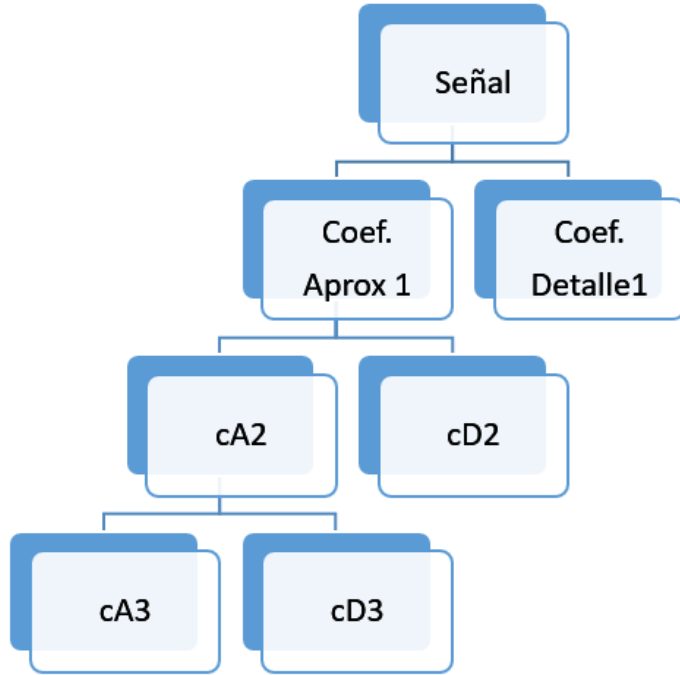 Señal
Coef.
Aprox 1
Coef.
Detalle1
cA2
cD2
cA3
cD3